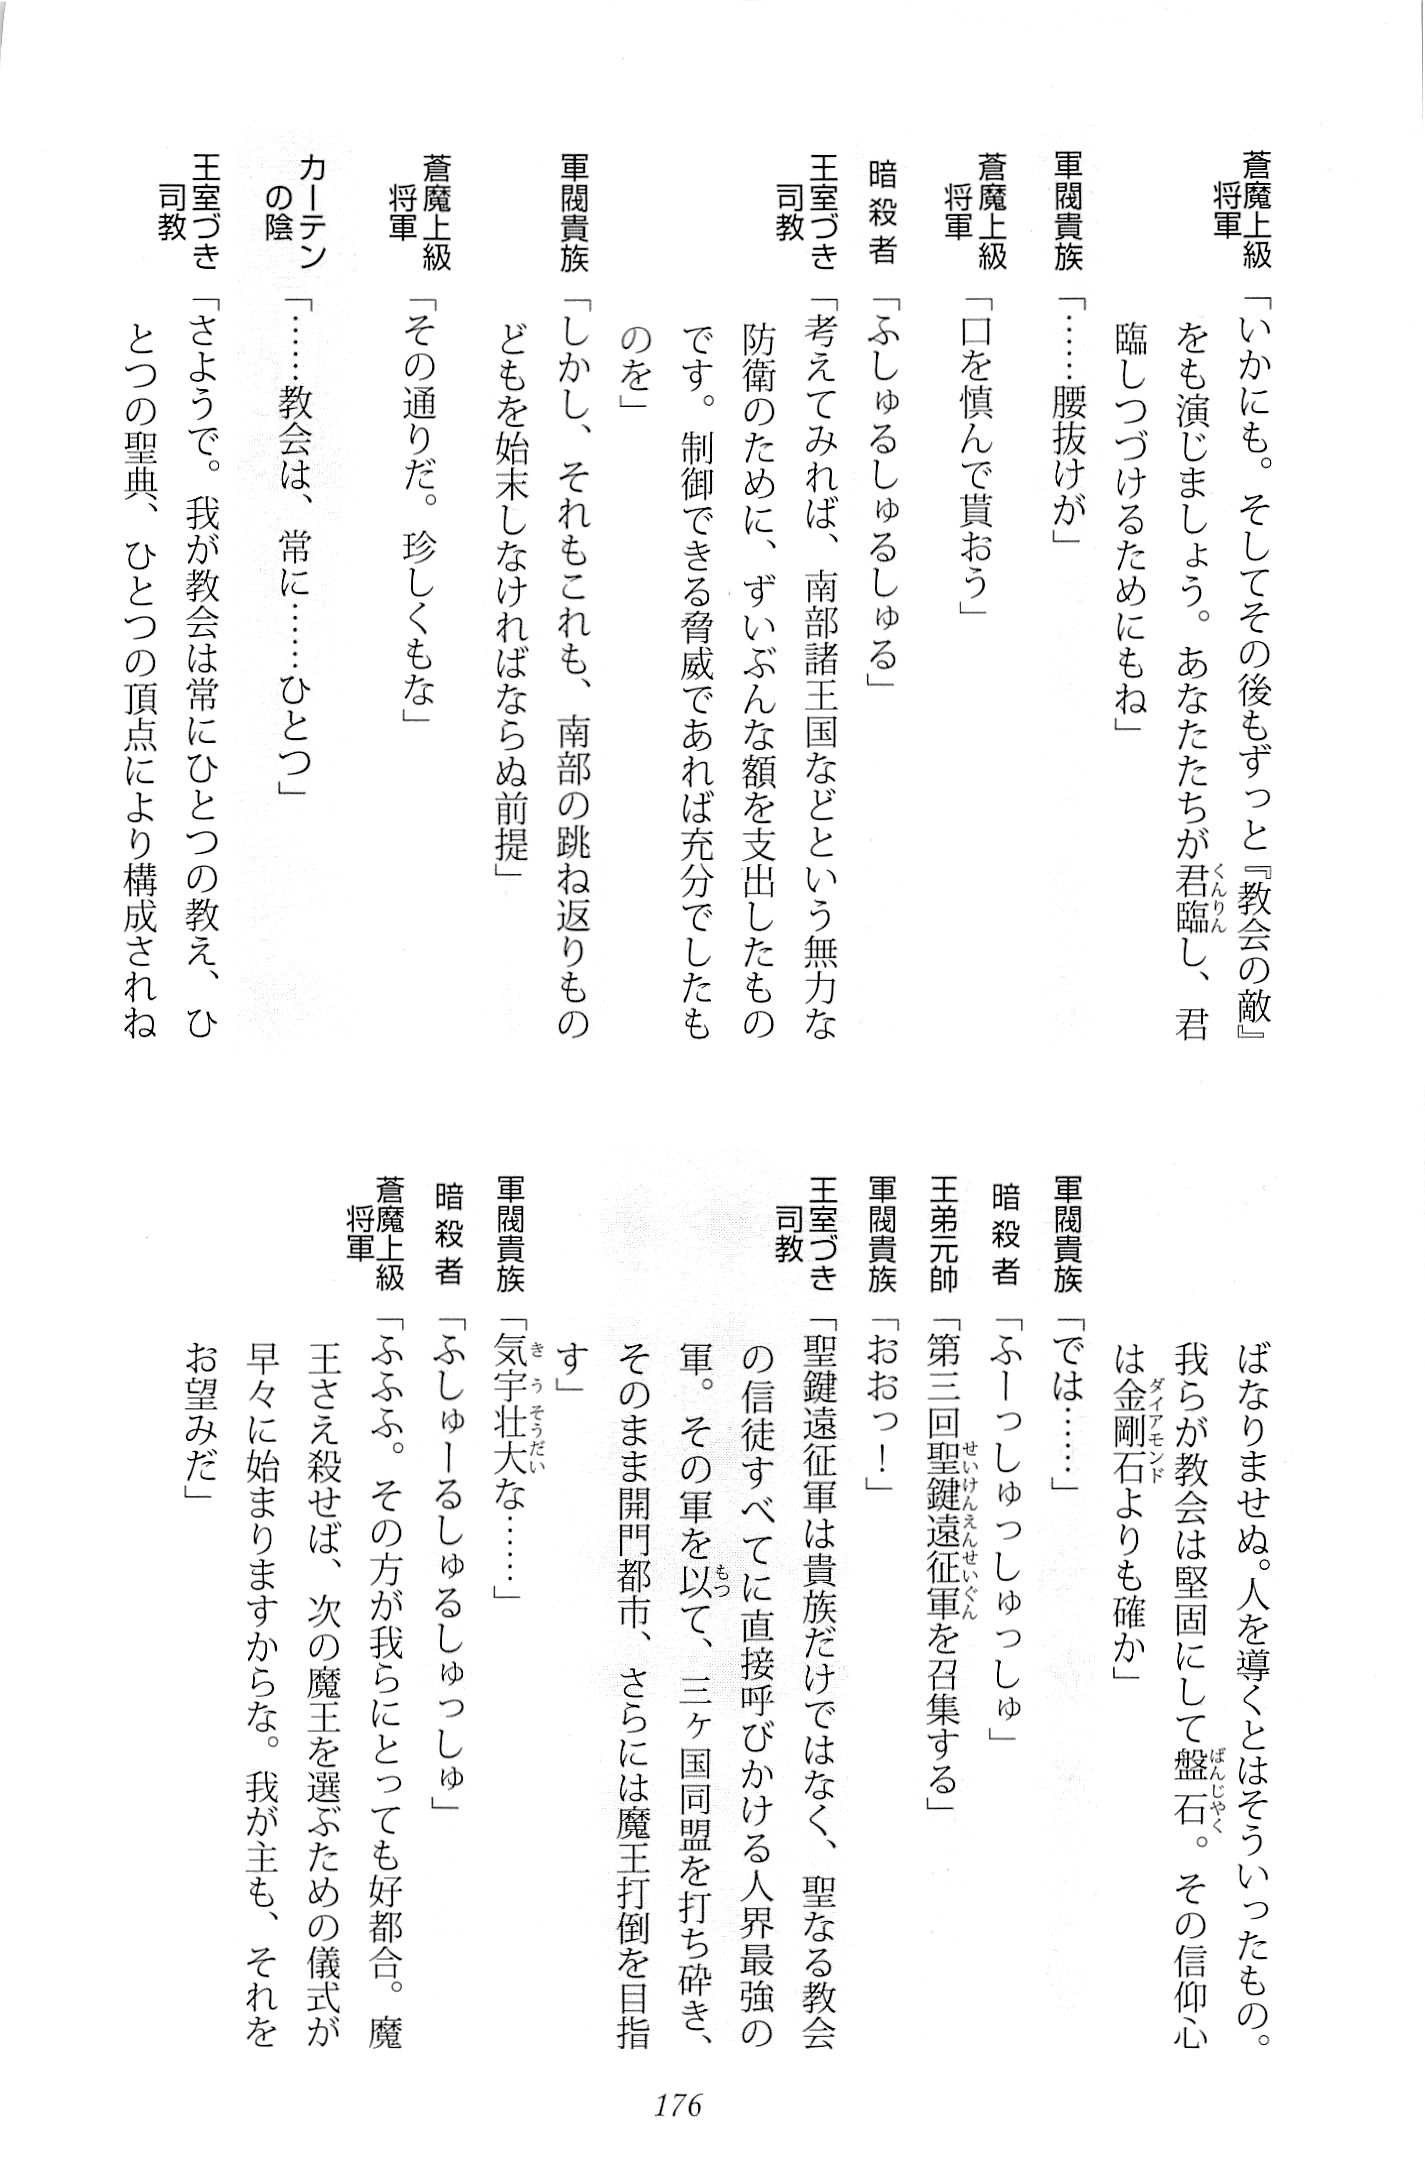 蒼魔上級将軍「いかにも。そしてその後もずっと『教会の敵』
をも演じましょう。あなたたちが君臨し、君
臨しつづけるためにもね」
軍閥貴族「……腰抜けが」
蒼魔上級将軍「口を慎んで貰おう」
暗殺者「ふしゅるしゅるしゅる」
王室づき司教「考えてみれば、南部諸王国などという無力な
防衛のために、ずいぶんな額を支出したもの
です。制御できる脅威であれば充分でしたも
のを」
軍閥貴族「しかし、それもこれも、南部の跳ね返りもの
どもを始末しなければならぬ前提」
蒼魔上級将軍「その通りだ。珍しくもな」
カーテンの陰「……教会は、常に……ひとつ」
王室づき司教「さようで。我が教会は常にひとつの教え、ひ
とつの聖典、ひとつの頂点により構成されね
ばなりませぬ。人を導くとはそういったもの。
我らが教会は堅固にして盤石。その信仰心
は金剛石よりも確か」
軍閥貴族「では……」
暗殺者「ふーっしゅっしゅっしゅ」
王弟元帥「第三回聖鍵遠征軍を召集する」
軍閥貴族「おおっ！」
王室づき司教「聖鍵遠征軍は貴族だけではなく、聖なる教会
の信徒すべてに直接呼びかける人界最強の
軍。その軍を以て、三ヶ国同盟を打ち砕き、
そのまま開門都市、さらには魔王打倒を目指
す」
軍閥貴族「気宇壮大な……」
暗殺者「ふしゅーるしゅるしゅっしゅ」
蒼魔上級将軍「ふふふ。その方が我らにとっても好都合。魔
王さえ殺せば、次の魔王を選ぶための儀式が
早々に始まりますからな。我が主も、それを
お望みだ」
176